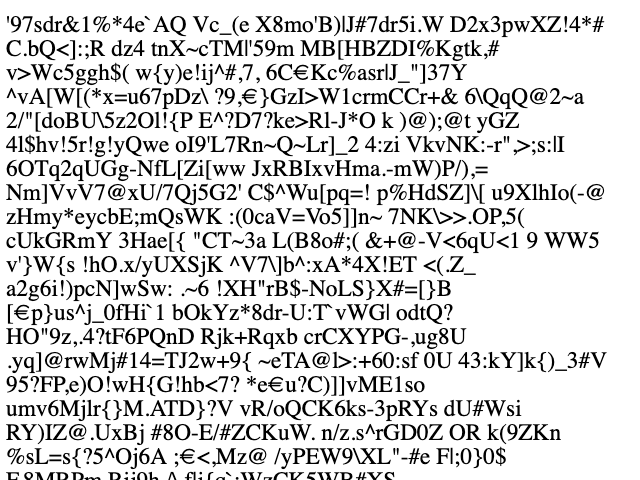 '97sdr&1%*4e`AQ Vc_(e X8mo'B)lJ#7dr5i.W D2x3pwXZ!4*#
C.bQ<]:;R dz4 tnX~cTM|'59m MB[HBZDI%Kgtk,#
v>Wc5ggh$( w{y)e!ij^#,7, 6C€Kc%asr|J_"]37Y
^vA[W[(*x=u67pDz\ ?9,€}GzI>W1crmCCr+& 6\QqQ@2~a
2/"[doBU\5z2Ol!{P E^?D7?ke>Rl-J*O k )@);@t yGZ
4l$hv!5r!g!yQwe oI9'L7Rn~Q~Lr]_2 4:zi VkvNK:-r",>;s:lI
6OTq2qUGg-NfL[Zi[ww JxRBIxvHma.-mW)P/),=
Nm]VvV7@xU/7Qj5G2' C$^Wu[pq=! p%HdSZ]\[ u9XlhIo(-@
zHmy*eycbE;mQsWK :(0caV=Vo5]]n~ 7NK\>>.OP,5(
cUkGRmY 3Hae[{ "CT~3a L(B8o#;( &+@-V<6qU<1 9 WW5
v'}W{s !hO.x/yUXSjK ^V7\]b^:xA*4X!ET <(.Z_
a2g6i!)pcN]wSw: .~6 !XH"rB$-NoLS}X#=[}B
[€p}us^j_0fHi`1 bOkYz*8dr-U:T`vWG| odtQ?
HO"9z,.4?tF6PQnD Rjk+Rqxb crCXYPG-,ug8U
.yq]@rwMj#14=TJ2w+9{ ~eTA@l>:+60:sf 0U 43:kY]k{)_3#V
95?FP,e)O!wH{G!hb<7? *e€u?C)]]vME1so
umv6Mjlr{}M.ATD}?V vR/oQCK6ks-3pRYs dU#Wsi
RY)IZ@.UxBj #8O-E/#ZCKuW. n/z.s^rGD0Z OR k(9ZKn
%sL=s{?5^Oj6A ;€<,Mz@ /yPEW9\XL"-#e Fl;0}0$